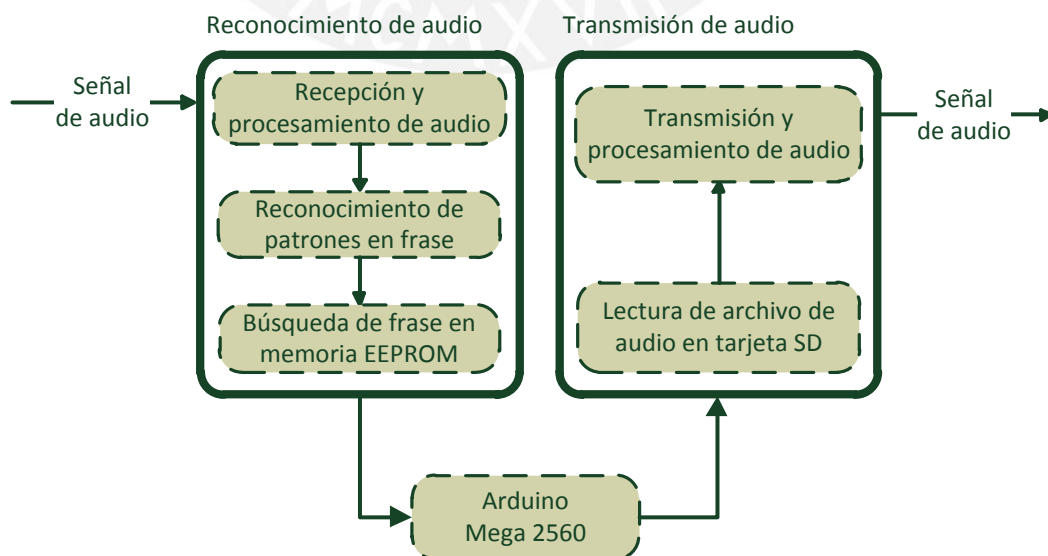 Reconocimiento de audio
Señal
de audio
Recepción y
procesamiento de audio
Reconocimiento de
patrones en frase
Búsqueda de frase en
memoria EEPROM
Arduino
Mega 2560
Transmisión de audio
Transmisión y
procesamiento de audio
Lectura de archivo de
audio en tarjeta SD
Señal
de audio